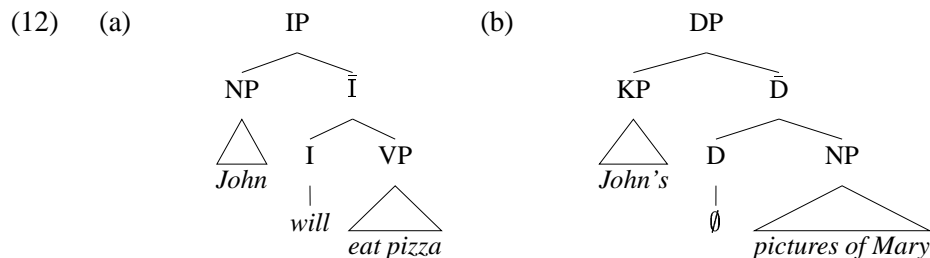 (12) (a) IP (b) DP
NP Ī KP D̄
I VP D NP
John John's
will ∅
eat pizza pictures of Mary